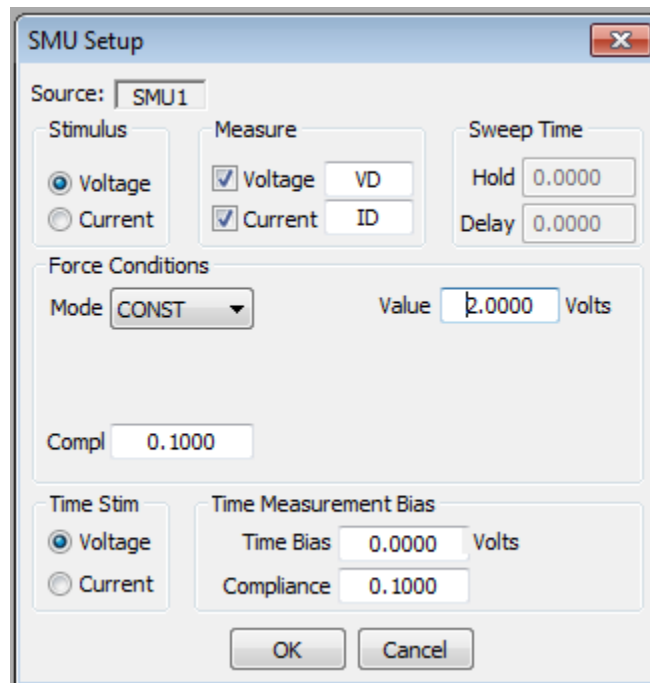 SMU Setup
Source: SMU1
Stimulus
Voltage
Current
Measure
Voltage VD
Current ID
Sweep Time
Hold 0.0000
Delay 0.0000
Force Conditions
Mode CONST Value 2.0000 Volts
Compl 0.1000
Time Stim
Voltage
Current
Time Measurement Bias
Time Bias 0.0000 Volts
Compliance 0.1000
OK Cancel